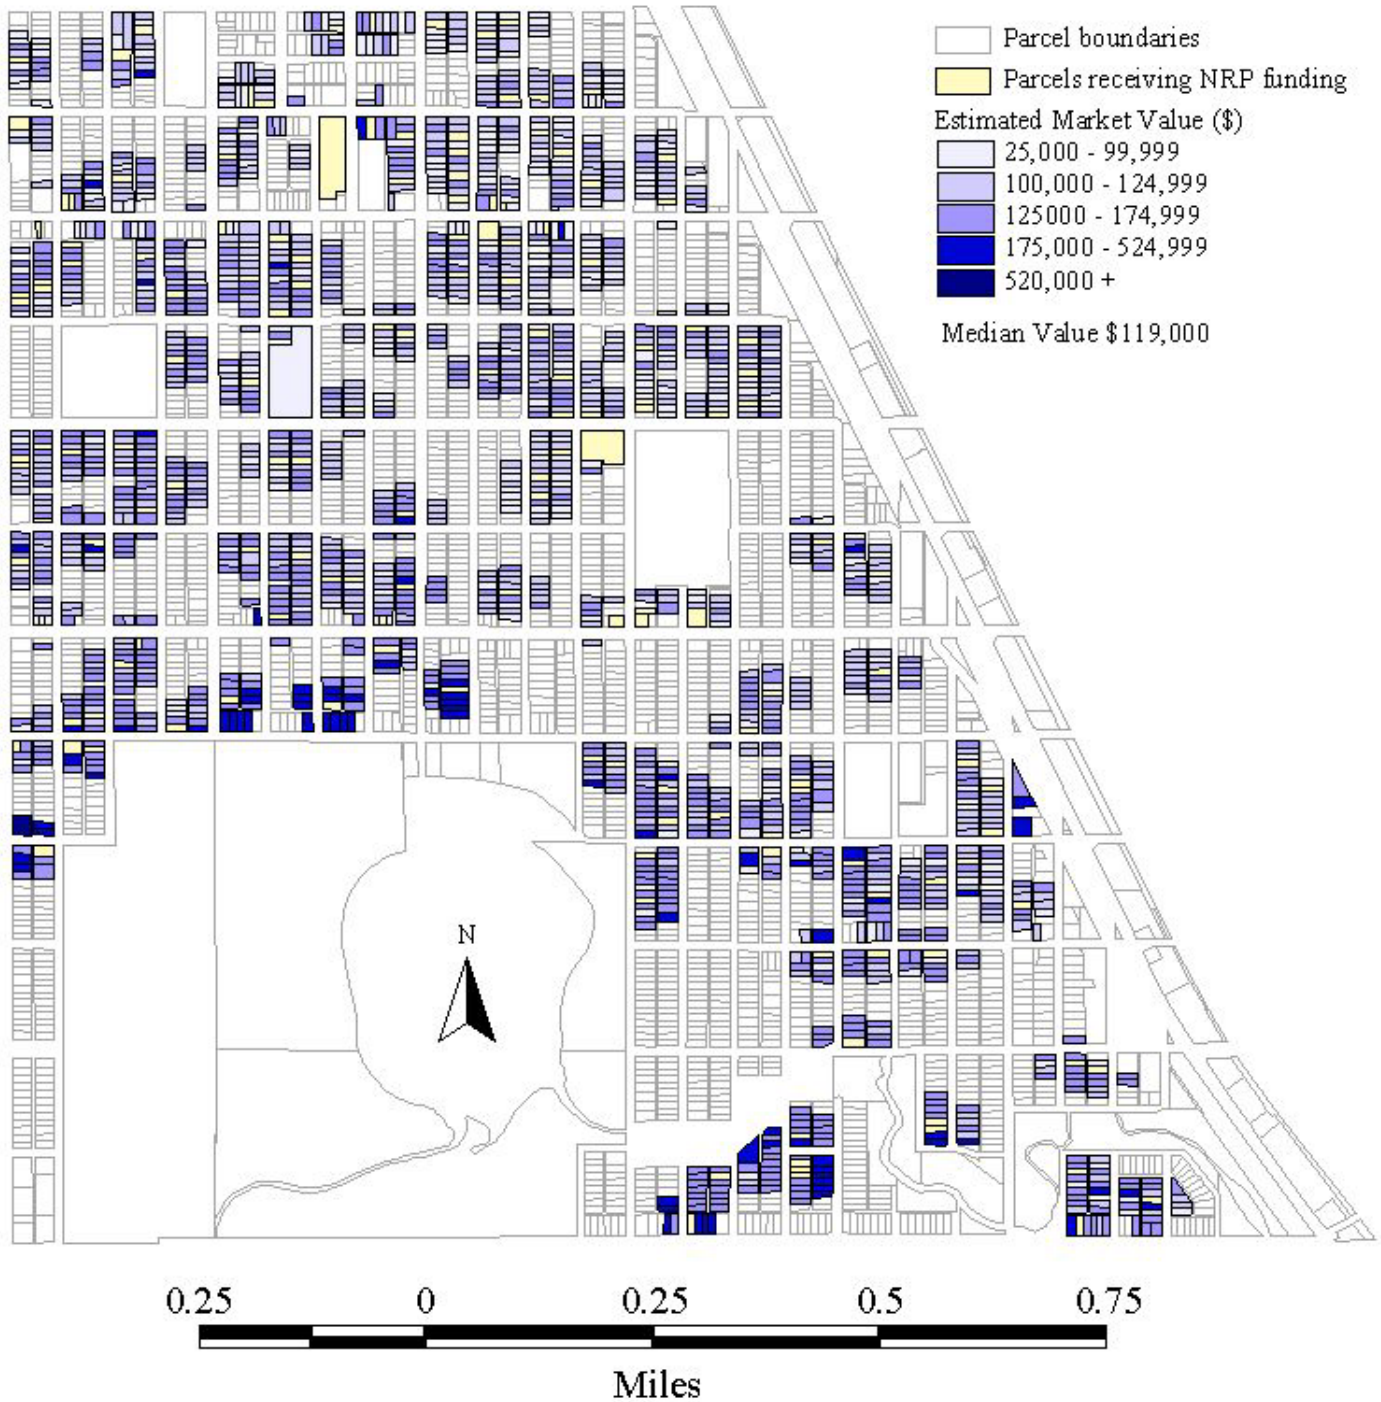 Parcel boundaries
Parcels receiving NRP funding
Estimated Market Value ($)
25,000 - 99,999
100,000 - 124,999
125000 - 174,999
175,000 - 524,999
520,000 +
Median Value $119,000
N
0.25 0 0.25 0.5 0.75
Miles